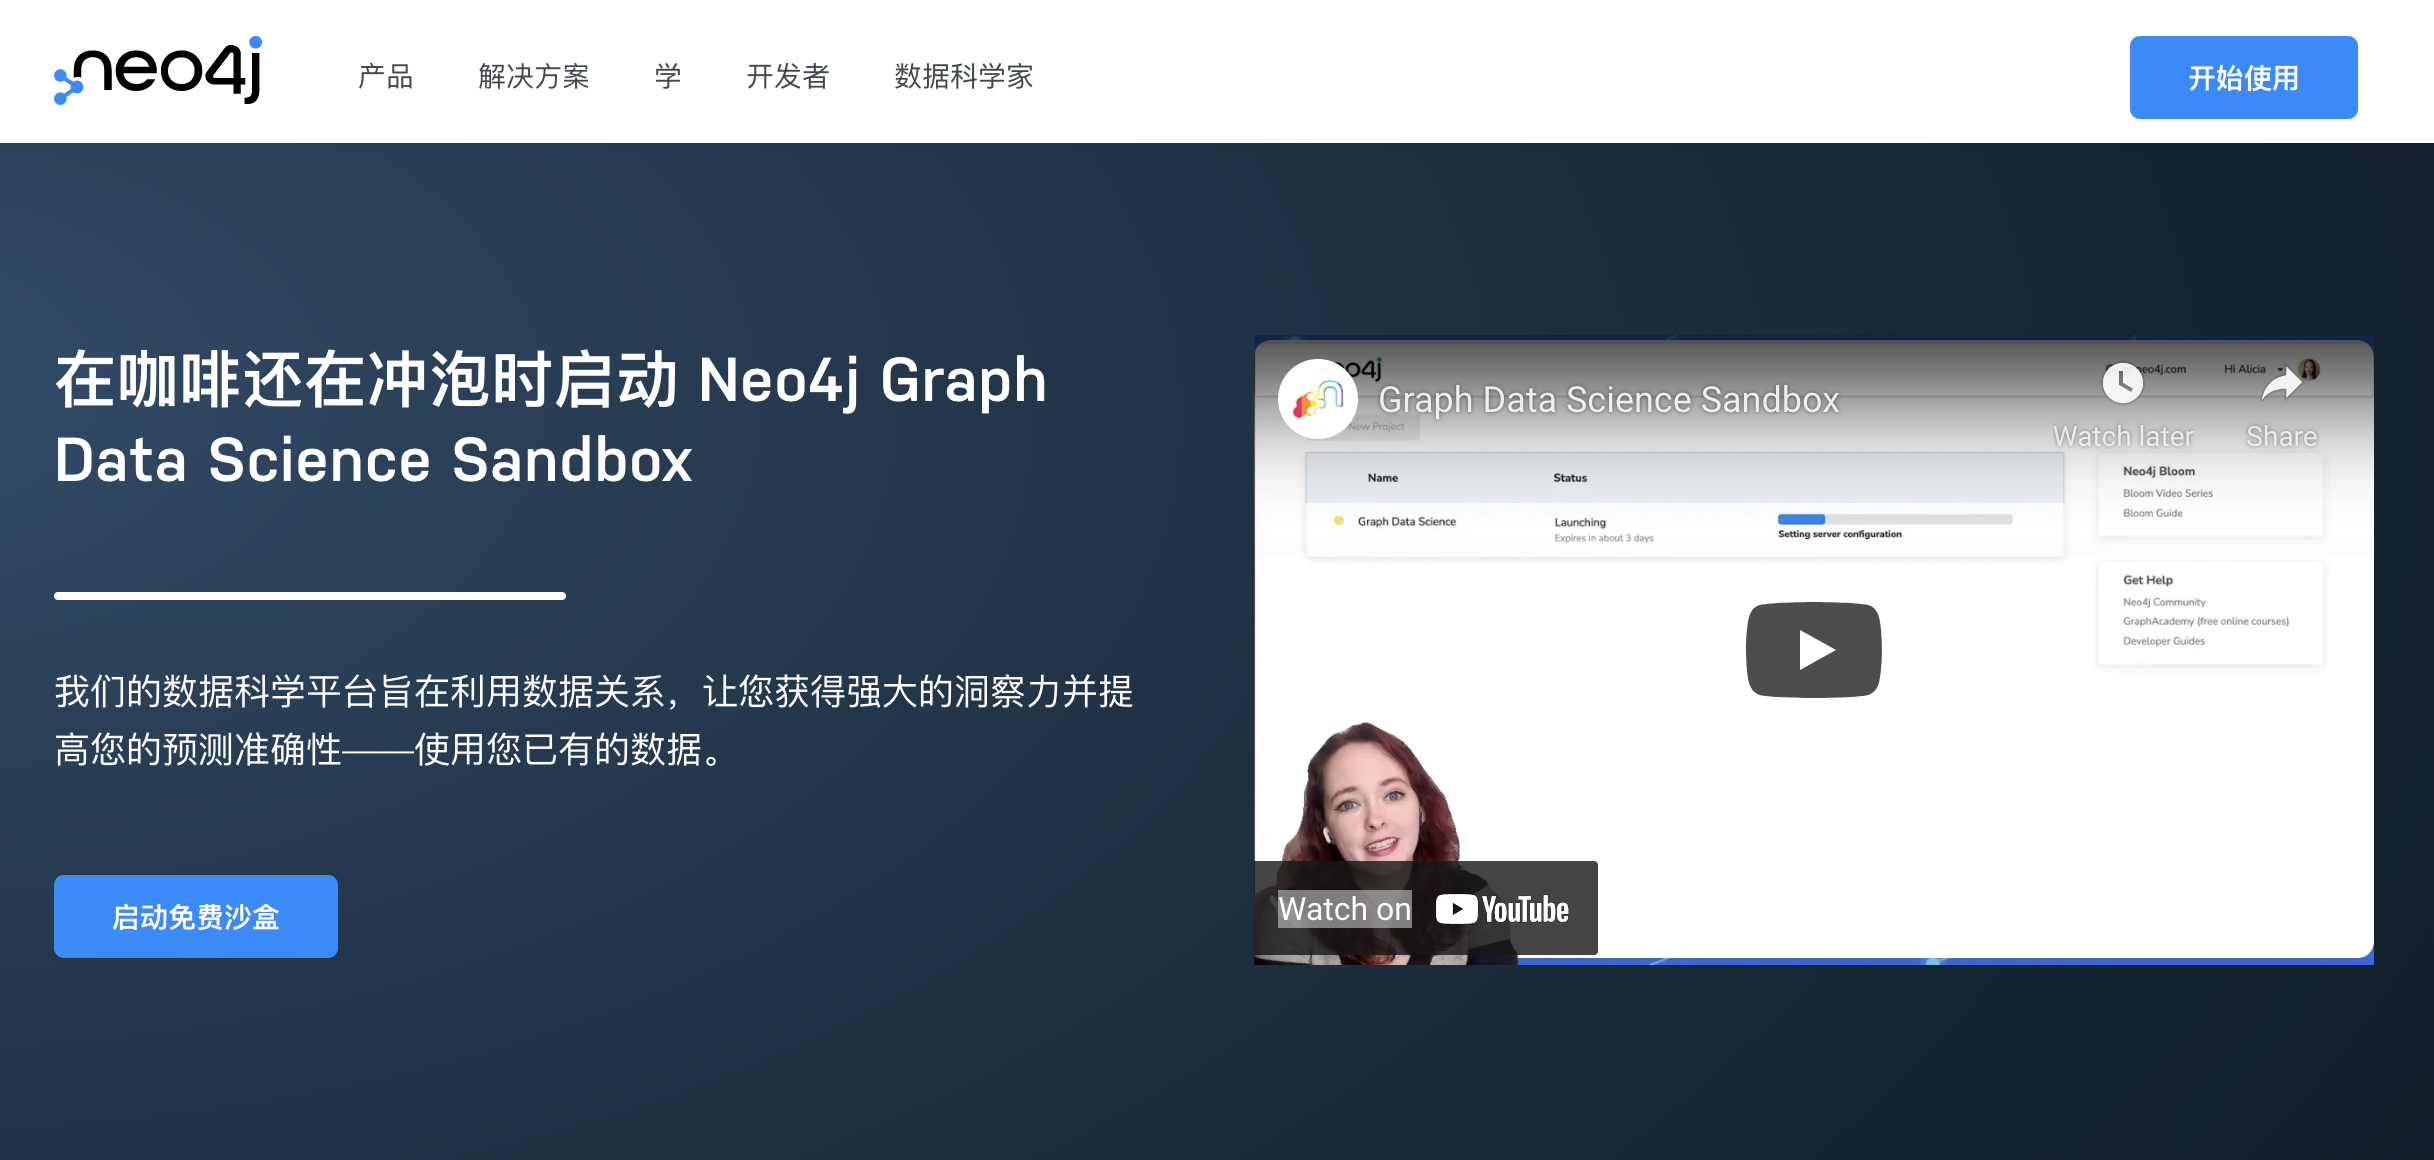 neo4j
产品
解决方案
学
开发者
数据科学家
开始使用
在咖啡还在冲泡时启动 Neo4j Graph
Data Science Sandbox
我们的数据科学平台旨在利用数据关系，让您获得强大的洞察力并提
高您的预测准确性——使用您已有的数据。
启动免费沙盒
Graph Data Science Sandbox
neo4j.com
Hi Alicia
Watch later
Share
New Project
Name
Status
Graph Data Science
Launching
Expires in about 3 days
Setting server configuration
Neo4j Bloom
Bloom Video Series
Bloom Guide
Get Help
Neo4j Community
GraphAcademy (free online courses)
Developer Guides
Watch on YouTube